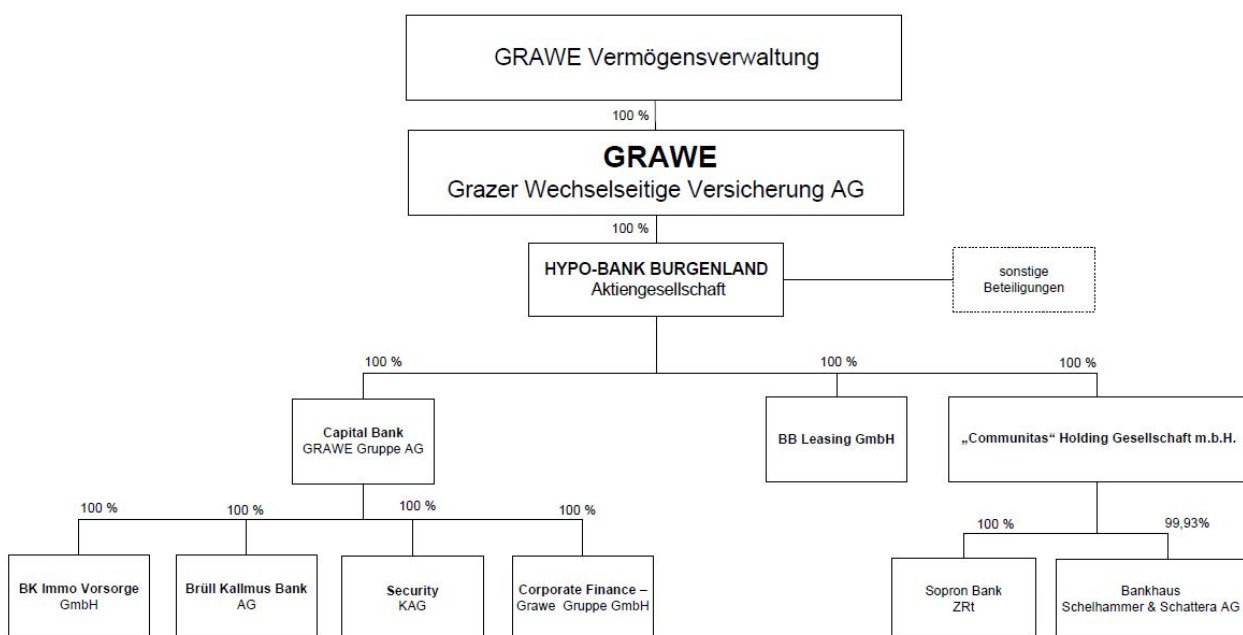 GRAWE Vermögensverwaltung
100 %
GRAWE
Grazer Wechselseitige Versicherung AG
100 %
HYPO-BANK BURGENLAND
Aktiengesellschaft
sonstige
Beteiligungen
100 %
100 %
100 %
Capital Bank
GRAWE Gruppe AG
BB Leasing GmbH
„Communitas“ Holding Gesellschaft m.b.H.
100 %
100 %
100 %
100 %
100 %
99,93%
BK Immo Vorsorge
GmbH
Brüll Kallmus Bank
AG
Security
KAG
Corporate Finance –
Grawe Gruppe GmbH
Sopron Bank
ZRt
Bankhaus
Schelhammer & Schattera AG